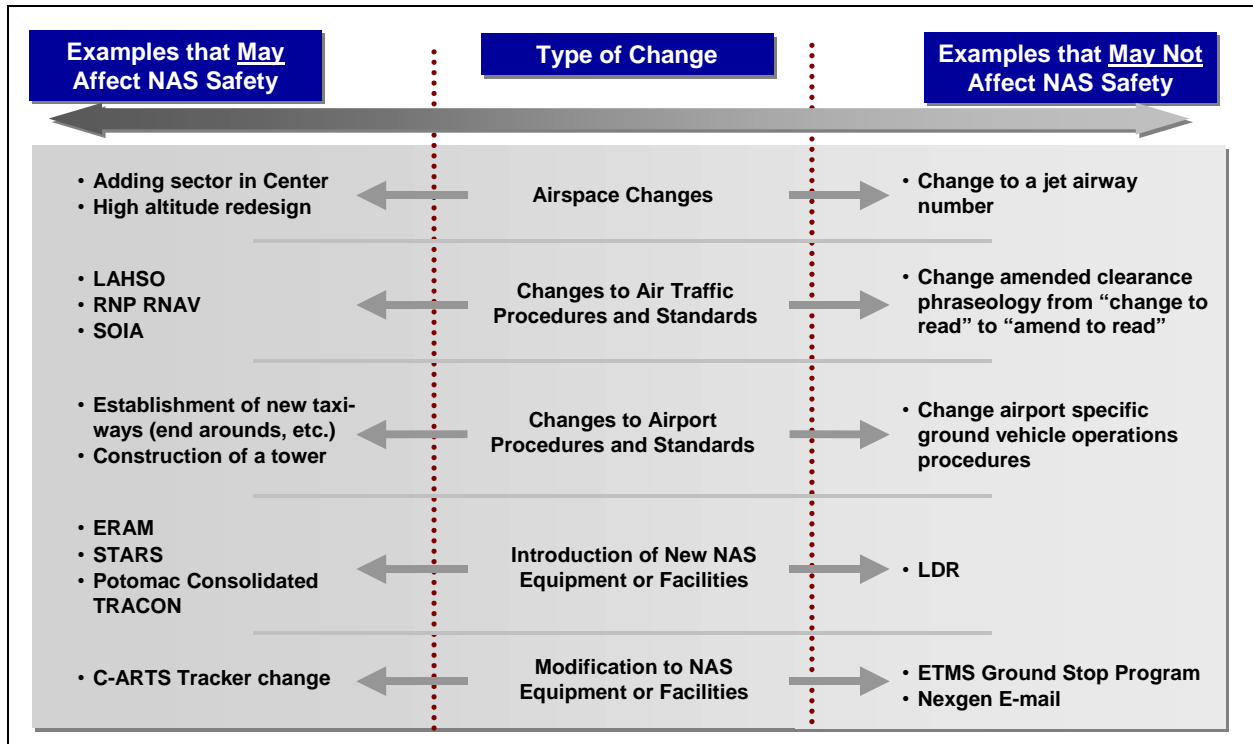 Examples that May
Affect NAS Safety
Type of Change
Examples that May Not
Affect NAS Safety
• Adding sector in Center
• High altitude redesign
Airspace Changes
• Change to a jet airway
number
• LAHSO
• RNP RNAV
• SOIA
Changes to Air Traffic
Procedures and Standards
• Change amended clearance
phraseology from “change to
read” to “amend to read”
• Establishment of new taxi-
ways (end arounds, etc.)
• Construction of a tower
Changes to Airport
Procedures and Standards
• Change airport specific
ground vehicle operations
procedures
• ERAM
• STARS
• Potomac Consolidated
TRACON
Introduction of New NAS
Equipment or Facilities
• LDR
• C-ARTS Tracker change
Modification to NAS
Equipment or Facilities
• ETMS Ground Stop Program
• Nexgen E-mail